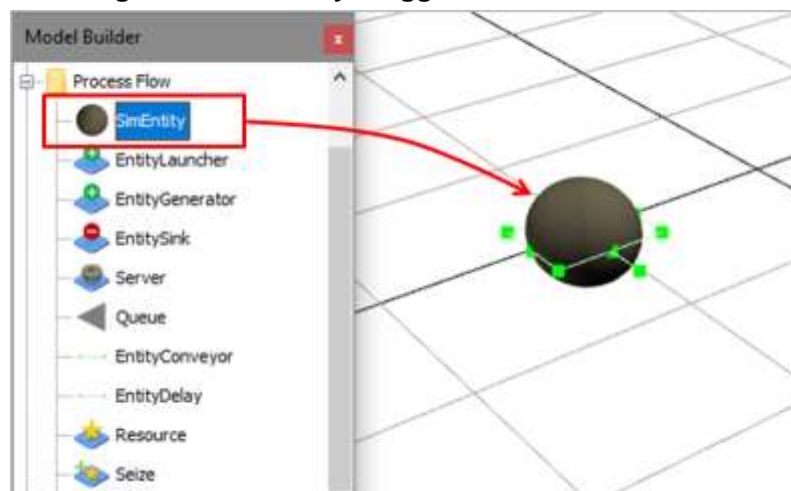 Model Builder
x
Process Flow
SimEntity
EntityLauncher
EntityGenerator
EntitySink
Server
Queue
EntityConveyor
EntityDelay
Resource
Seize